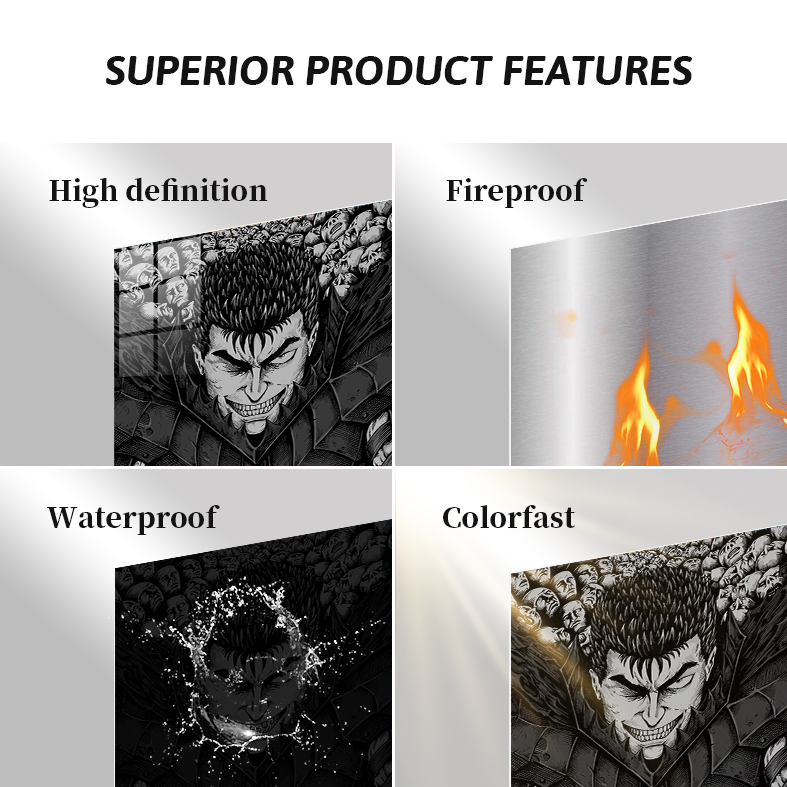 SUPERIOR PRODUCT FEATURES
High definition
Fireproof
Waterproof
Colorfast